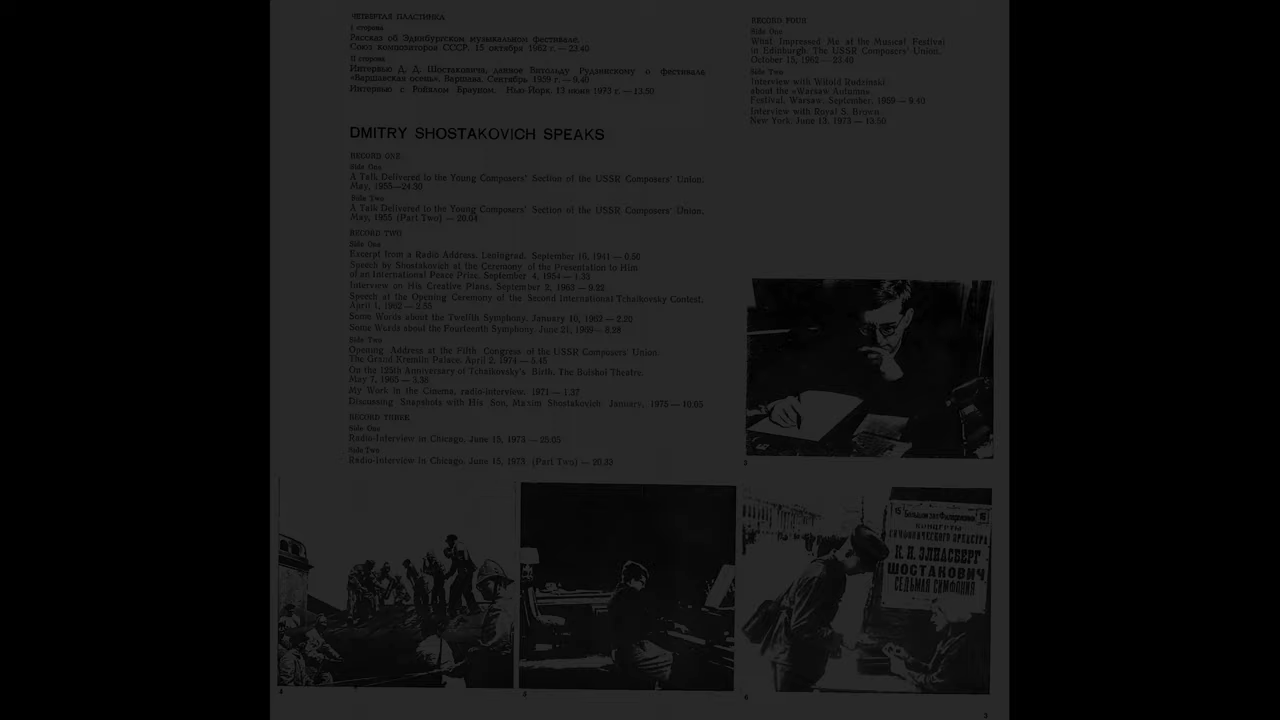 ЧЕТВЕРТАЯ ПЛАСТИНКА
I сторона
Рассказ об Эдинбургском музыкальном фестивале.
Союз композиторов СССР. 15 октября 1962 г. — 23.40
II сторона
Интервью Д. Д. Шостаковича, данное Витольду Рудзинскому о фестивале
«Варшавская осень». Варшава. Сентябрь 1959 г. — 9.40
Интервью с Ройялом Брауном. Нью-Йорк. 13 июня 1973 г. — 13.50
DMITRY SHOSTAKOVICH SPEAKS
RECORD ONE
Side One
A Talk Delivered to the Young Composers' Section of the USSR Composers' Union.
May, 1955—24.30
Side Two
A Talk Delivered to the Young Composers' Section of the USSR Composers' Union.
May, 1955 (Part Two) — 20.04
RECORD TWO
Side One
Excerpt from a Radio Address. Leningrad. September 16, 1941 — 0.50
Speech by Shostakovich at the Ceremony of the Presentation to Him
of an International Peace Prize. September 4, 1954 — 1.33
Interview on His Creative Plans. September 2, 1963 — 9.22
Speech at the Opening Ceremony of the Second International Tchaikovsky Contest.
April 1, 1962 — 2.55
Some Words about the Twelfth Symphony. January 16, 1962 — 2.22
Some Words about the Fourteenth Symphony. June 21, 1969 — 8.28
Side Two
Opening Address at the Fifth Congress of the USSR Composers' Union.
The Grand Kremlin Palace. April 2, 1974 — 5.45
On the 125th Anniversary of Tchaikovsky's Birth. The Bolshoi Theatre.
May 7, 1965 — 3.38
My Work in the Cinema, radio-interview. 1971 — 1.37
Discussing Snapshots with His Son, Maxim Shostakovich. January, 1975 — 10.65
RECORD THREE
Side One
Radio-Interview in Chicago. June 15, 1973 — 25.05
Side Two
Radio-Interview in Chicago. June 15, 1973 (Part Two) — 20.33
RECORD FOUR
Side One
What Impressed Me at the Musical Festival
in Edinburgh. The USSR Composers' Union.
October 15, 1962 — 23.40
Side Two
Interview with Witold Rudziński
about the «Warsaw Autumn»
Festival. Warsaw. September, 1959 — 9.40
Interview with Royal S. Brown.
New York. June 13, 1973 — 13.50
3
4
5
6
КОНЦЕРТЫ
СИМФОНИЧЕСКОГО ОРКЕСТРА
К. И. ЭЛИАСБЕРГ
ШОСТАКОВИЧ
СЕДЬМАЯ СИМФОНИЯ
3